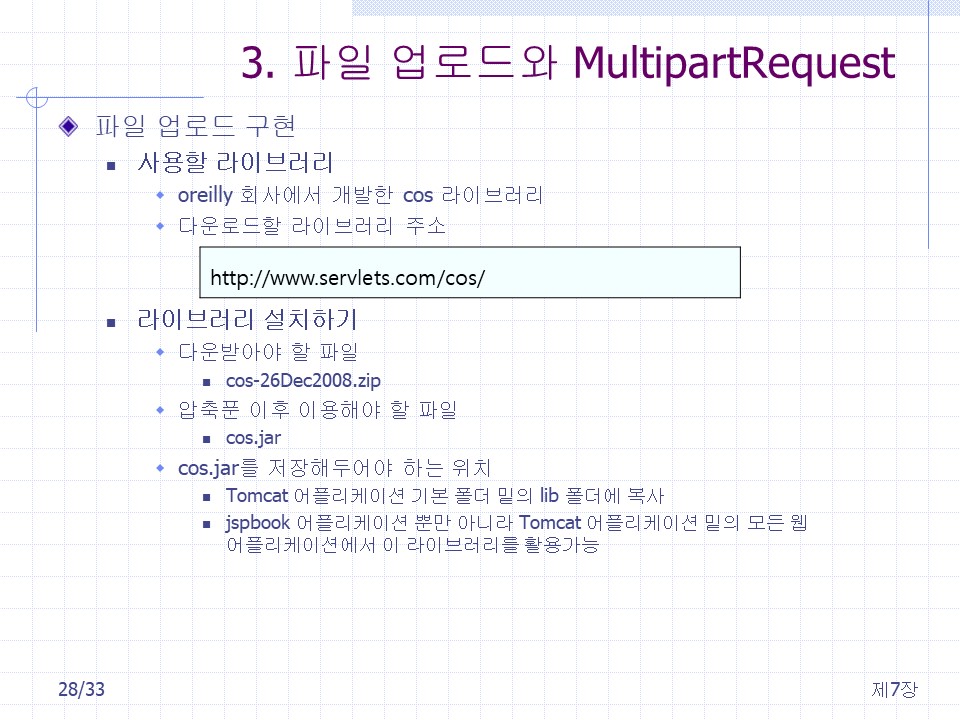 3. 파일 업로드와 MultipartRequest
파일 업로드 구현
사용할 라이브러리
oreilly 회사에서 개발한 cos 라이브러리
다운로드할 라이브러리 주소
http://www.servlets.com/cos/
라이브러리 설치하기
다운받아야 할 파일
cos-26Dec2008.zip
압축푼 이후 이용해야 할 파일
cos.jar
cos.jar를 저장해두어야 하는 위치
Tomcat 어플리케이션 기본 폴더 밑의 lib 폴더에 복사
jspbook 어플리케이션 뿐만 아니라 Tomcat 어플리케이션 밑의 모든 웹
어플리케이션에서 이 라이브러리를 활용가능
28/33
제7장